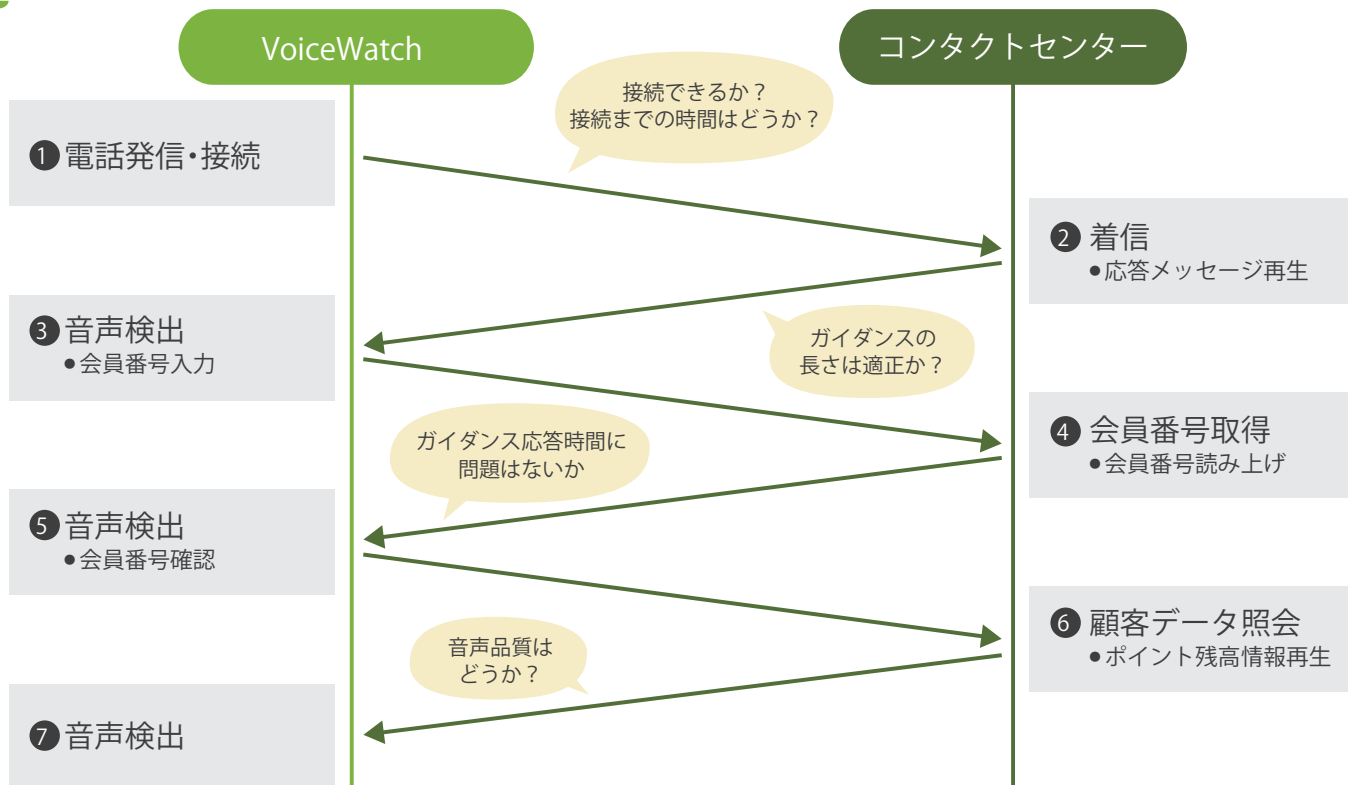 VoiceWatch
コンタクトセンター
接続できるか？
接続までの時間はどうか？
❶電話発信・接続
❷ 着信
●応答メッセージ再生
❸音声検出
●会員番号入力
ガイダンスの
長さは適正か？
❹ 会員番号取得
●会員番号読み上げ
ガイダンス応答時間に
問題はないか
❺音声検出
●会員番号確認
❻ 顧客データ照会
●ポイント残高情報再生
音声品質は
どうか？
❼音声検出